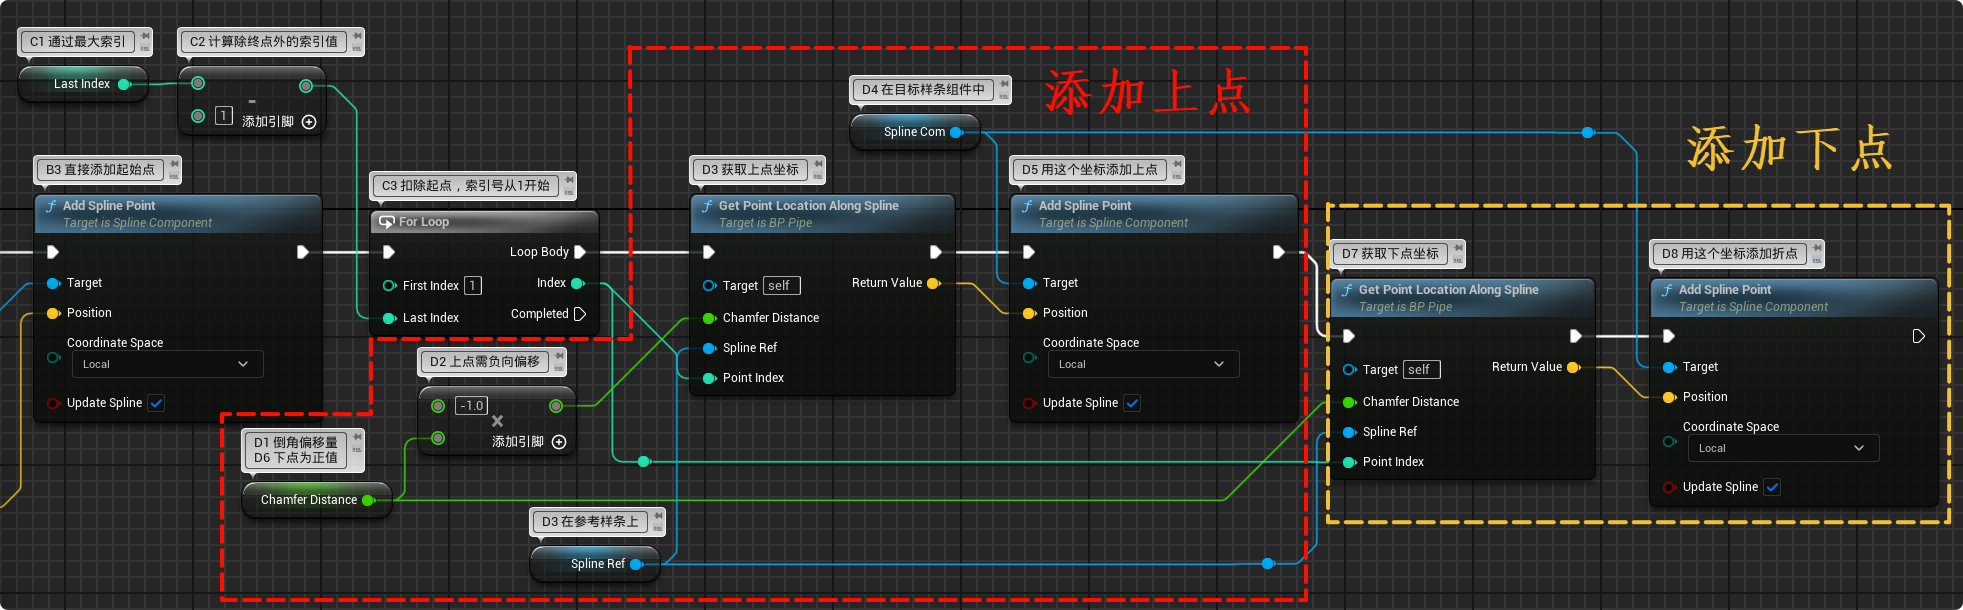 C1 通过最大索引
Last Index
C2 计算除终点外的索引值
-
1
添加引脚
B3 直接添加起始点
Add Spline Point
Target is Spline Component
Target
Position
Coordinate Space
Local
Update Spline
C3 扣除起点，索引号从1开始
For Loop
Loop Body
First Index 1
Index
Last Index
Completed
添加上点
D4 在目标样条组件中
Spline Com
D3 获取上点坐标
Get Point Location Along Spline
Target is BP Pipe
Target self
Return Value
Chamfer Distance
Spline Ref
Point Index
D5 用这个坐标添加上点
Add Spline Point
Target is Spline Component
Target
Position
Coordinate Space
Local
Update Spline
D2 上点需负向偏移
-1.0
×
添加引脚
D1 倒角偏移量
D6 下点为正值
Chamfer Distance
D3 在参考样条上
Spline Ref
添加下点
D7 获取下点坐标
Get Point Location Along Spline
Target is BP Pipe
Target self
Return Value
Chamfer Distance
Spline Ref
Point Index
D8 用这个坐标添加折点
Add Spline Point
Target is Spline Component
Target
Position
Coordinate Space
Local
Update Spline